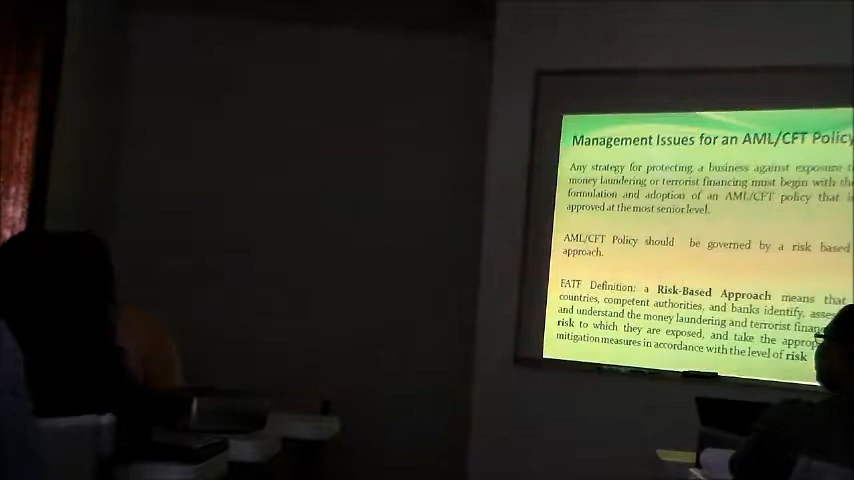 Management Issues for an AML/CFT Policy
Any strategy for protecting a business against exposure
money laundering or terrorist financing must begin with the
formulation and adoption of an AML/CFT policy that
approved at the most senior level.
AML/CFT Policy should be governed by a risk based
approach.
FATF Definition: a Risk-Based Approach means that
countries, competent authorities, and banks identify,
and understand the money laundering and terrorist
risk to which they are exposed, and take the
mitigation measures in accordance with the level of risk